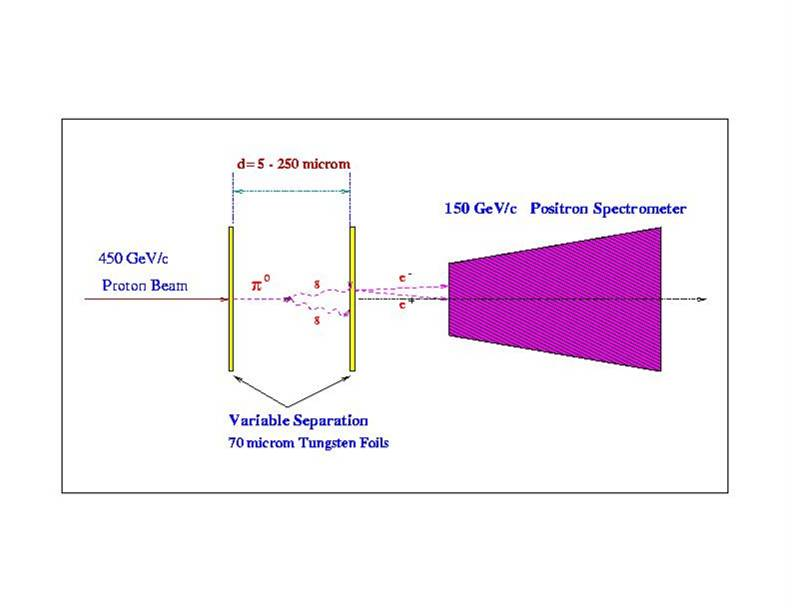 d= 5 - 250 microm
150 GeV/c Positron Spectrometer
450 GeV/c
Proton Beam
π⁰
g
g
e⁻
e⁺
Variable Separation
70 microm Tungsten Foils